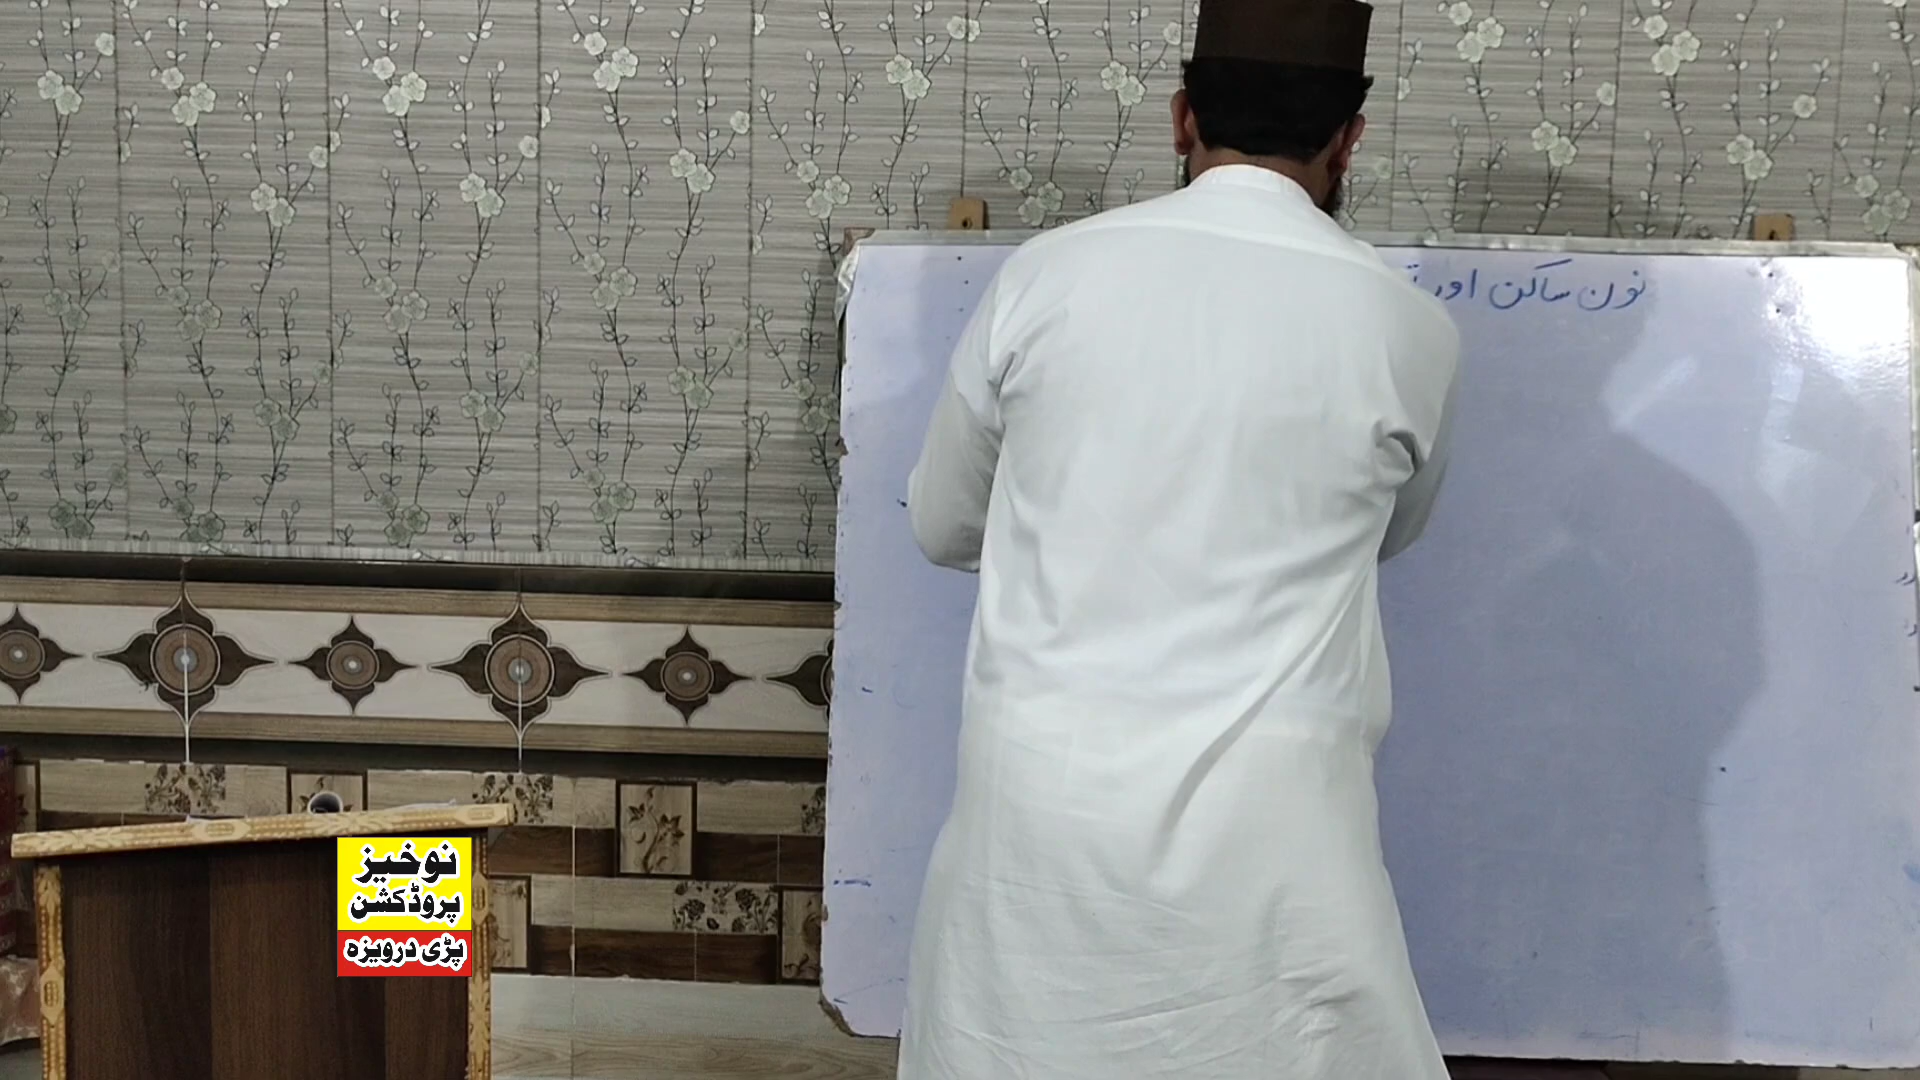 نون ساکن اور
نوخیز
پروڈکشن
پڑی درویزہ